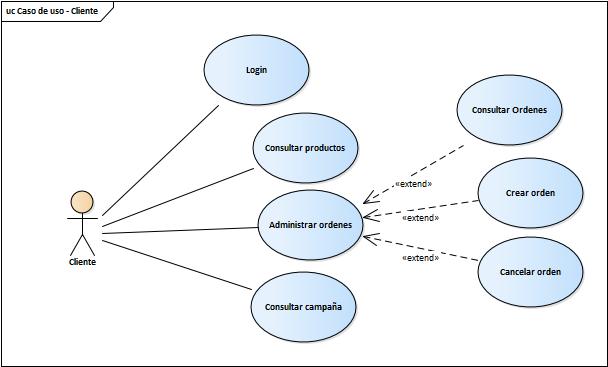 uc Caso de uso - Cliente
Login
Consultar Ordenes
Consultar productos
«extend»
Crear orden
Administrar ordenes
«extend»
Cliente
«extend»
Cancelar orden
Consultar campaña